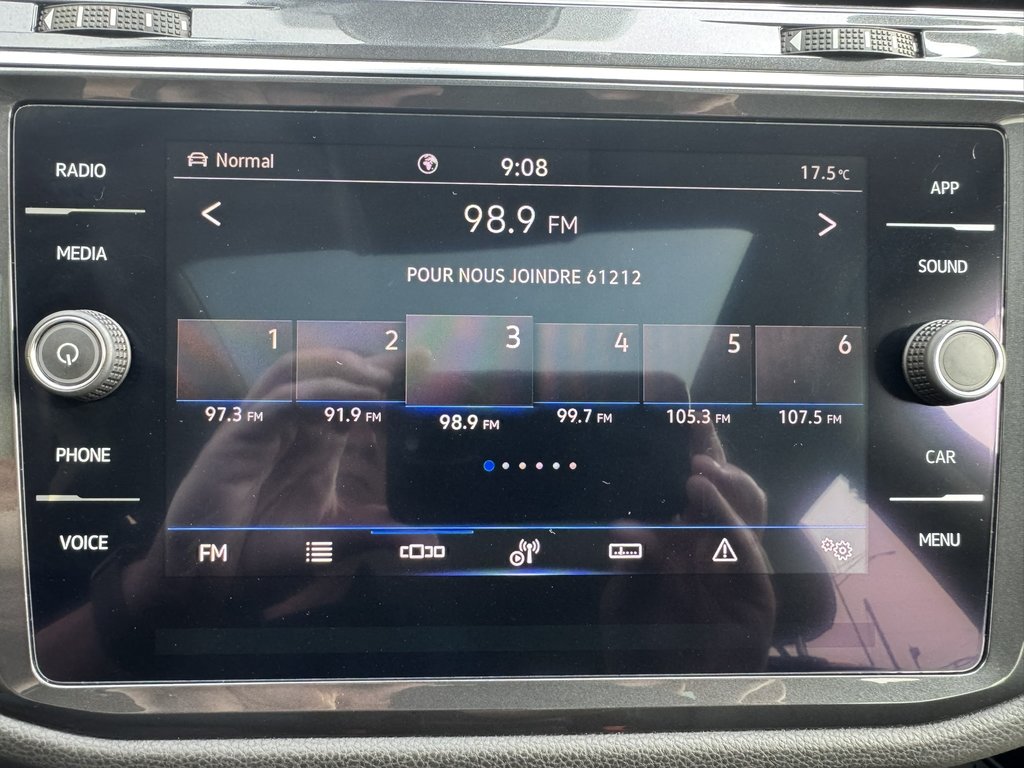 RADIO
MEDIA
PHONE
VOICE
Normal 9:08 17.5°C
< 98.9 FM >
POUR NOUS JOINDRE 61212
1 2 3 4 5 6
97.3 FM 91.9 FM 98.9 FM 99.7 FM 105.3 FM 107.5 FM
FM
APP
SOUND
CAR
MENU